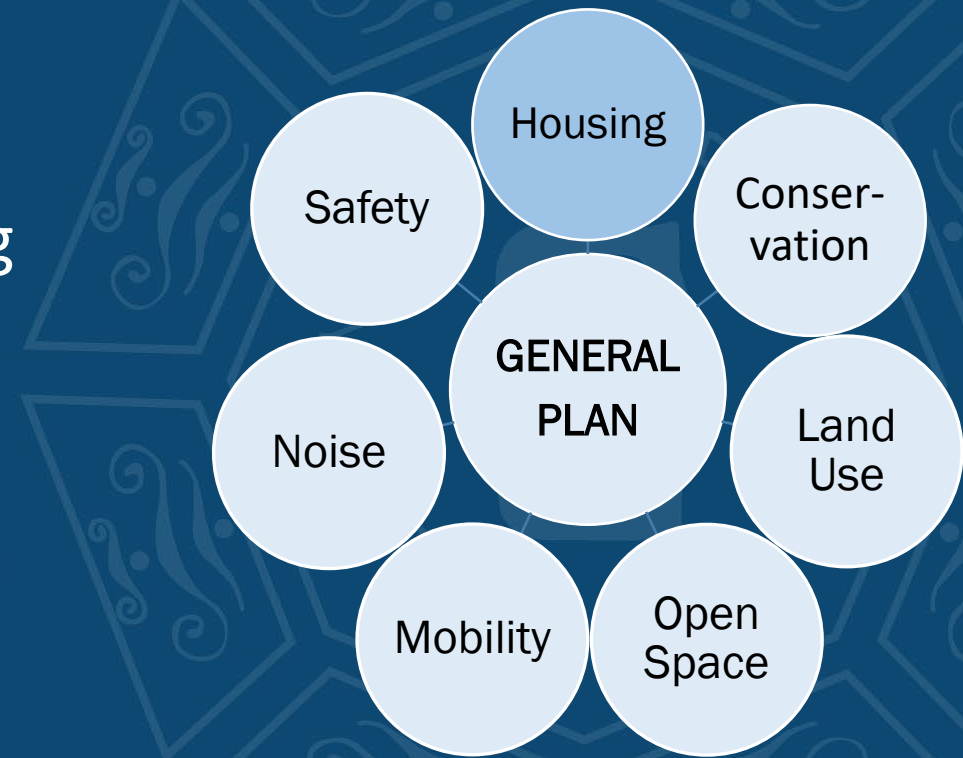 g
Housing
Conser-
vation
Safety
GENERAL
PLAN
Land
Use
Noise
Open
Space
Mobility